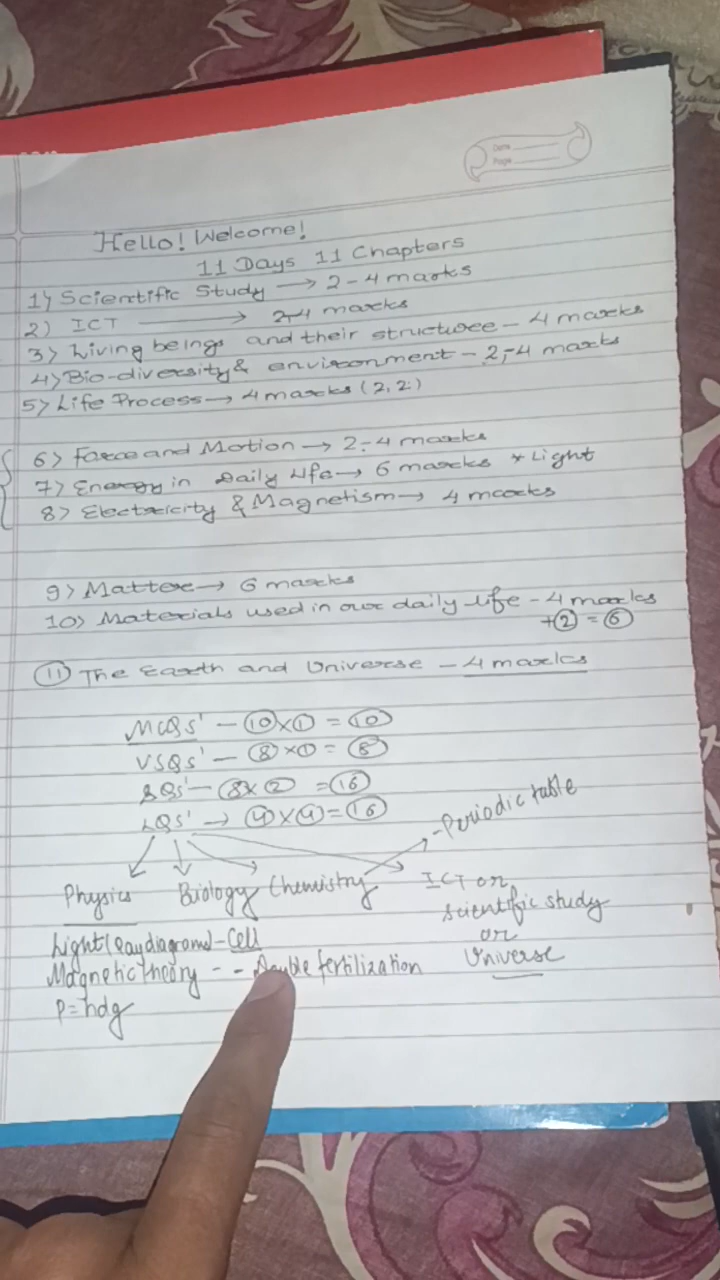 Date
Page
Hello! Welcome!
11 Days 11 Chapters
1) Scientific Study → 2-4 marks
2) ICT → 2-4 marks
3) Living beings and their structure - 4 marks
4) Bio-diversity & environment - 2-4 marks
5) Life Process → 4 marks (2,2)
6) Force and Motion → 2-4 marks
7) Energy in Daily Life → 6 marks * Light
8) Electricity & Magnetism → 4 marks
9) Matter → 6 marks
10) Materials used in our daily life - 4 marks
+2 = 6
11 The Earth and Universe - 4 marks
MCQs' - 10 x 1 = 10
VSQs' - 8 x 1 = 8
SQs' - 8 x 2 = 16
LQs' → 4 x 4 = 16
- Periodic table
Physics Biology Chemistry ICT or
scientific study
or
Universe
Light (raydiagram) - Cell
Magnetic theory - - Double fertilization
P = hdg